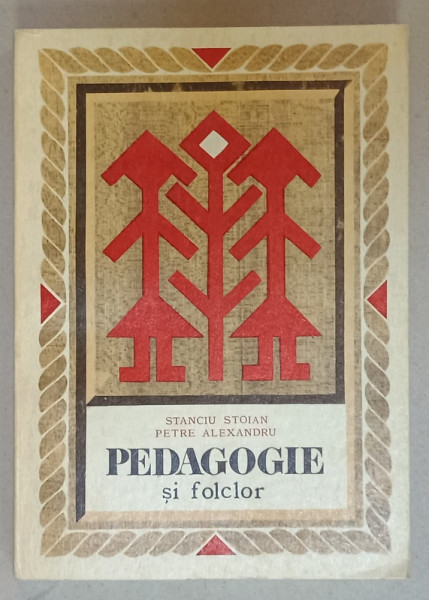 STANCIU STOIAN
PETRE ALEXANDRU
PEDAGOGIE
și folclor